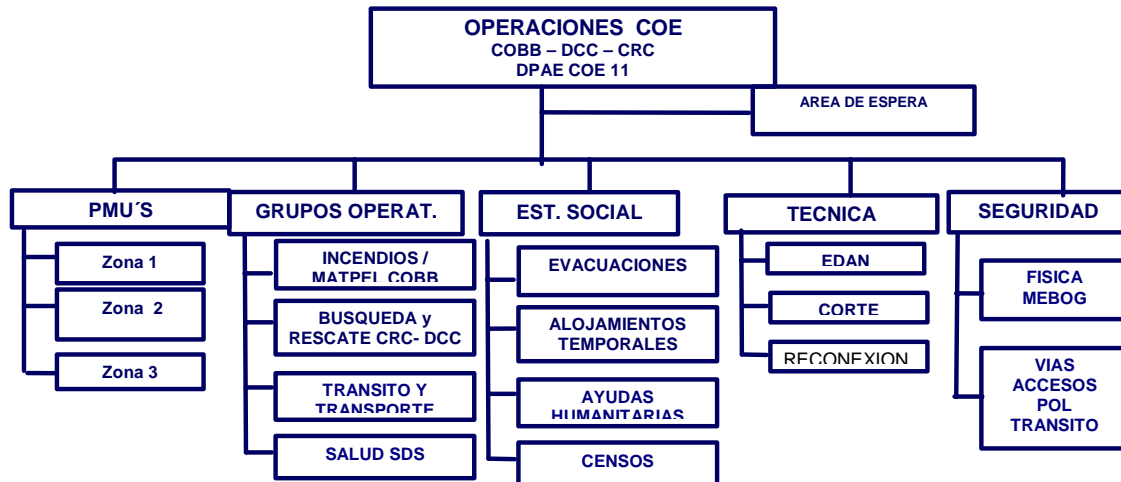 OPERACIONES COE
COBB – DCC – CRC
DPAE COE 11
AREA DE ESPERA
PMU´S
Zona 1
Zona 2
Zona 3
GRUPOS OPERAT.
INCENDIOS /
MATPEL COBB
BUSQUEDA y
RESCATE CRC- DCC
TRANSITO Y
TRANSPORTE
SALUD SDS
EST. SOCIAL
EVACUACIONES
ALOJAMIENTOS
TEMPORALES
AYUDAS
HUMANITARIAS
CENSOS
TECNICA
EDAN
CORTE
RECONEXION
SEGURIDAD
FISICA
MEBOG
VIAS
ACCESOS
POL
TRANSITO